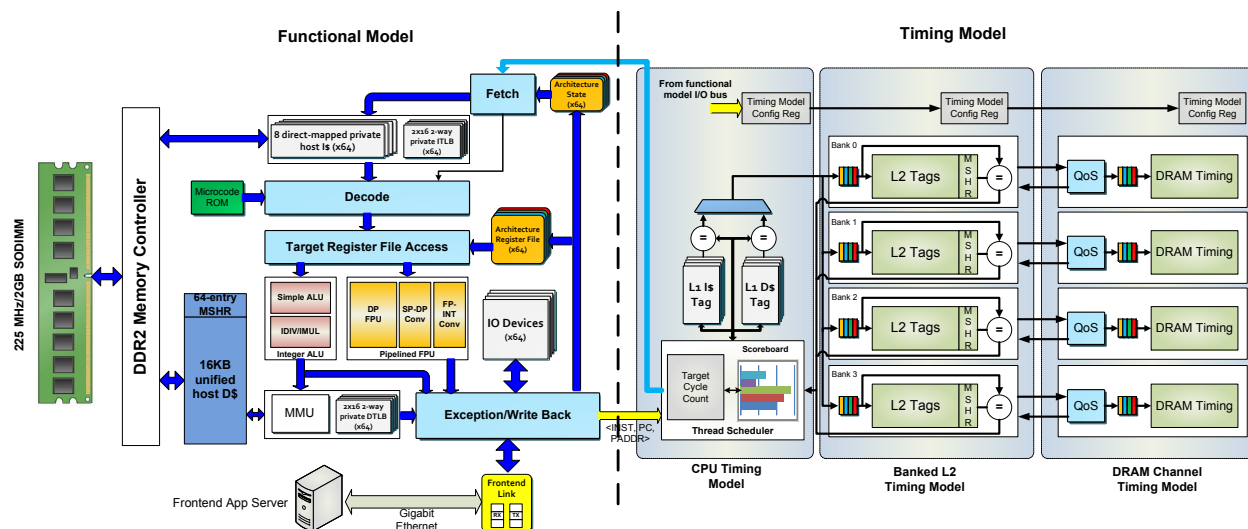 Functional Model
Timing Model
225 MHz/2GB SODIMM
DDR2 Memory Controller
Fetch
Architecture
State
(x64)
8 direct-mapped private
host I$ (x64)
2x16 2-way
private ITLB
(x64)
Microcode
ROM
Decode
Target Register File Access
Architecture
Register File
(x64)
64-entry
MSHR
16KB
unified
host D$
Simple ALU
IDIV/IMUL
Integer ALU
DP
FPU
SP-DP
Conv
FP-
INT
Conv
Pipelined FPU
IO Devices
(x64)
MMU
2x16 2-way
private DTLB
(x64)
Exception/Write Back
<INST, PC,
PADDR>
Frontend App Server
Gigabit
Ethernet
Frontend
Link
RX
TX
From functional
model I/O bus
Timing Model
Config Reg
Timing Model
Config Reg
Timing Model
Config Reg
=
=
L1 I$
Tag
L1 D$
Tag
Target
Cycle
Count
Scoreboard
Thread Scheduler
CPU Timing
Model
Bank 0
L2 Tags
M
S
H
R
=
QoS
DRAM Timing
Bank 1
L2 Tags
M
S
H
R
=
QoS
DRAM Timing
Bank 2
L2 Tags
M
S
H
R
=
QoS
DRAM Timing
Bank 3
L2 Tags
M
S
H
R
=
QoS
DRAM Timing
Banked L2
Timing Model
DRAM Channel
Timing Model